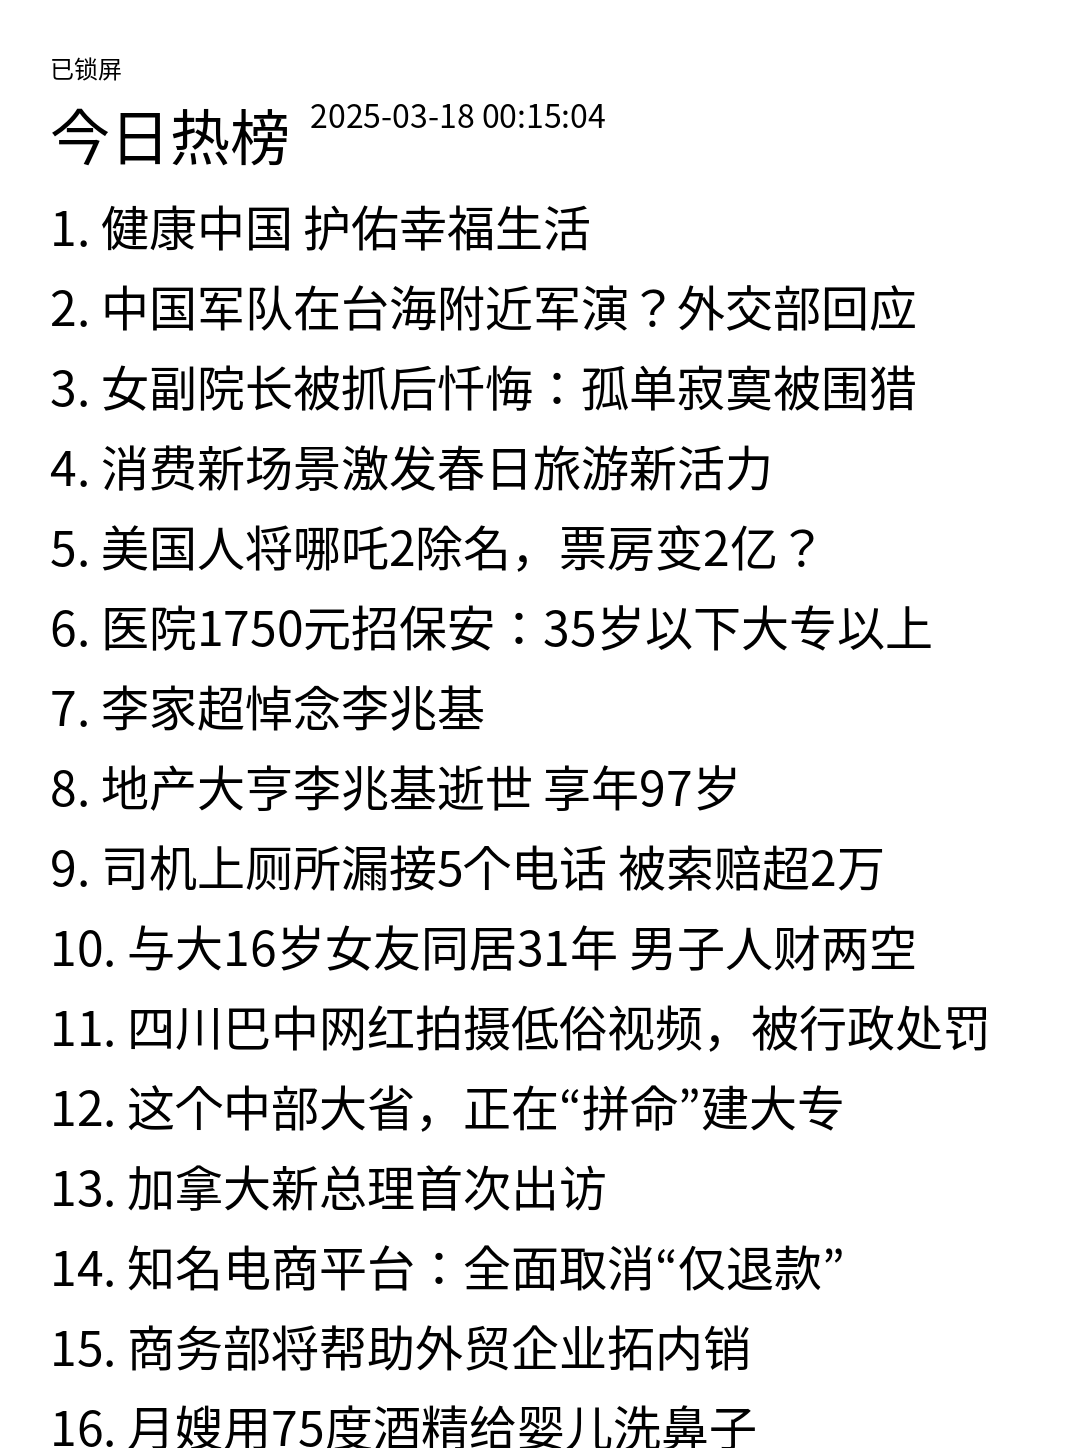 已锁屏
今日热榜 2025-03-18 00:15:04
1. 健康中国 护佑幸福生活
2. 中国军队在台海附近军演？外交部回应
3. 女副院长被抓后忏悔：孤单寂寞被围猎
4. 消费新场景激发春日旅游新活力
5. 美国人将哪吒2除名，票房变2亿？
6. 医院1750元招保安：35岁以下大专以上
7. 李家超悼念李兆基
8. 地产大亨李兆基逝世 享年97岁
9. 司机上厕所漏接5个电话 被索赔超2万
10. 与大16岁女友同居31年 男子人财两空
11. 四川巴中网红拍摄低俗视频，被行政处罚
12. 这个中部大省，正在“拼命”建大专
13. 加拿大新总理首次出访
14. 知名电商平台：全面取消“仅退款”
15. 商务部将帮助外贸企业拓内销
16. 月嫂用75度酒精给婴儿洗鼻子